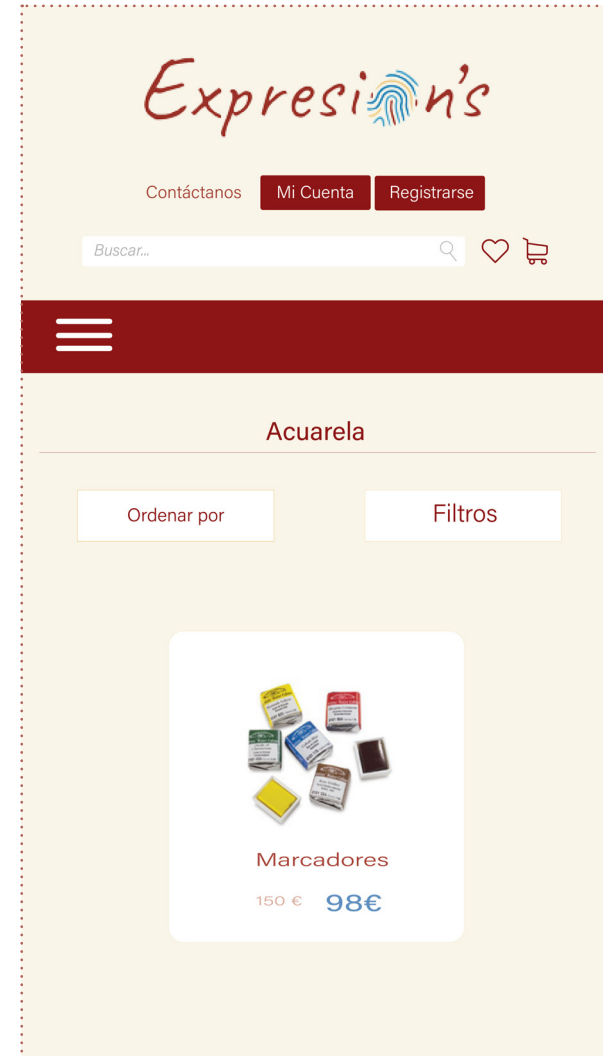 Expresion's
Contáctanos Mi Cuenta Registrarse
Buscar...
Acuarela
Ordenar por Filtros
Marcadores
150 € 98€